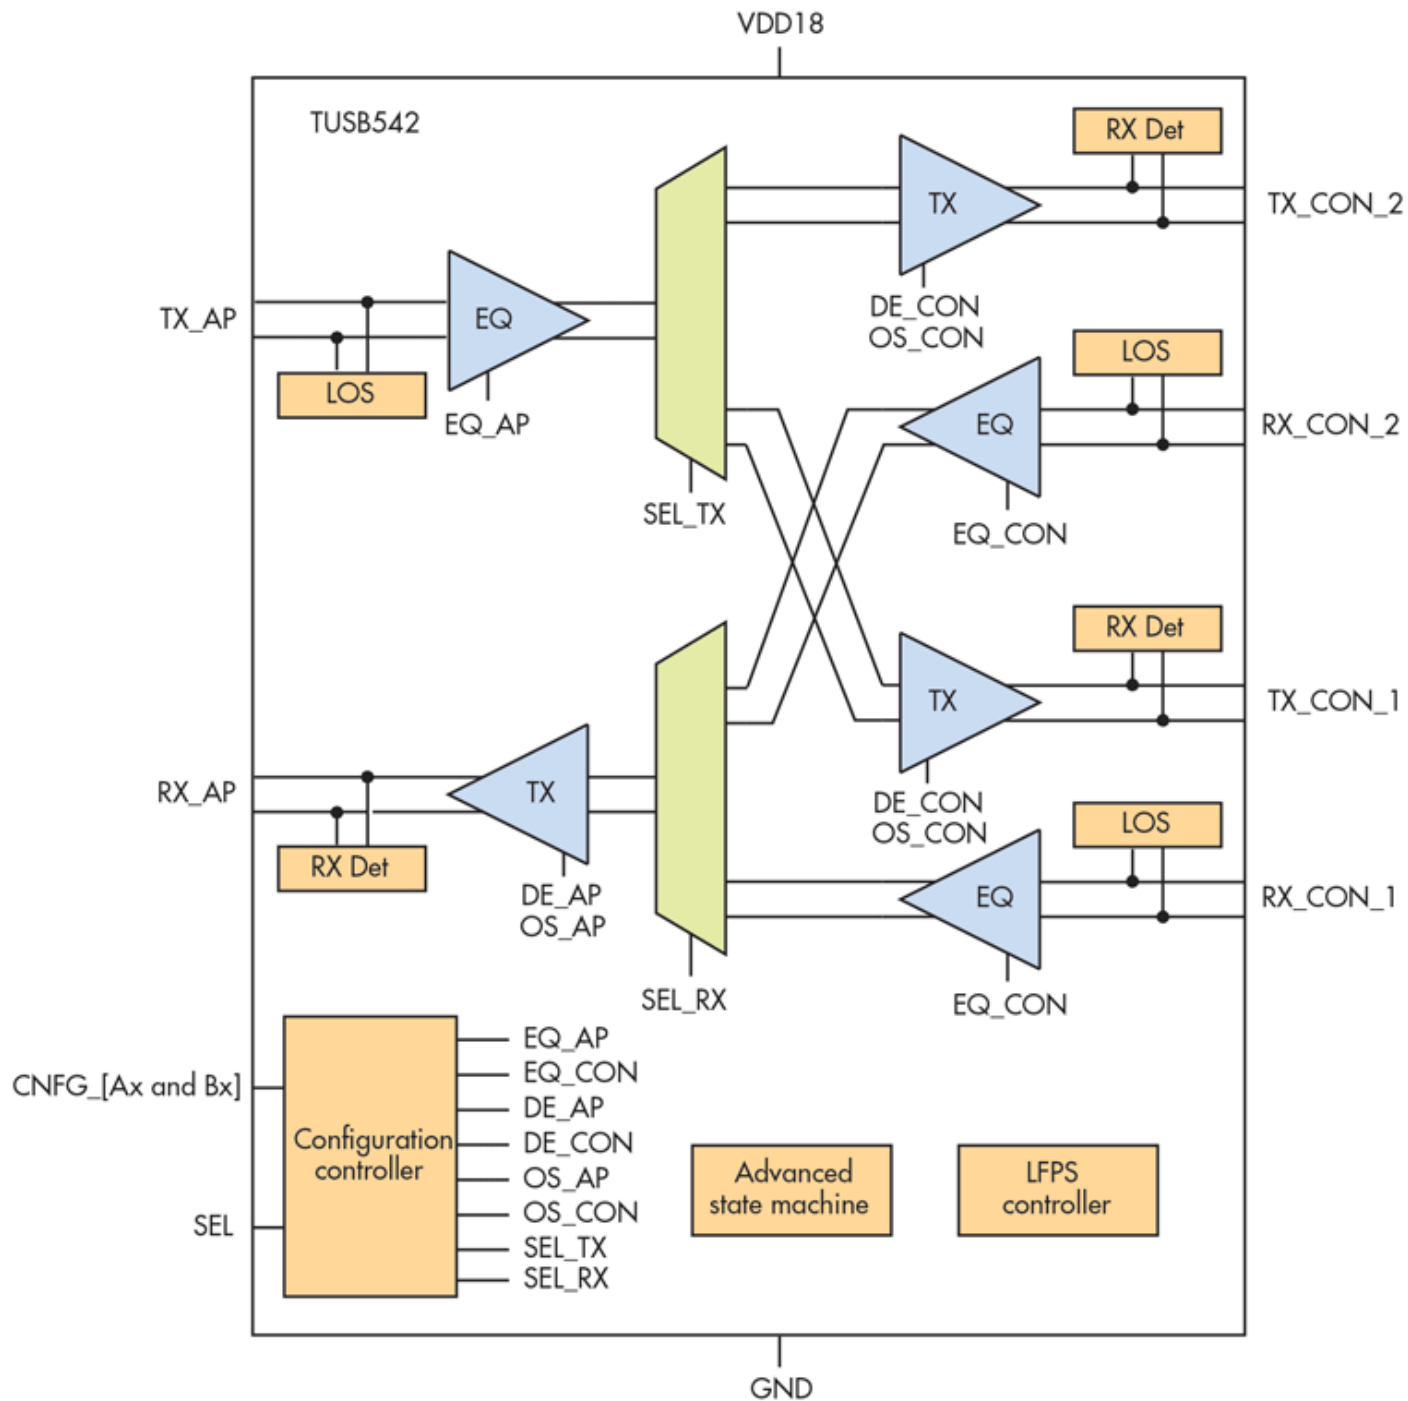 VDD18
TUSB542
RX Det
TX
TX_CON_2
DE_CON
OS_CON
TX_AP
EQ
LOS
EQ_AP
LOS
EQ
RX_CON_2
EQ_CON
SEL_TX
RX Det
TX
TX_CON_1
DE_CON
OS_CON
RX_AP
TX
RX Det
DE_AP
OS_AP
LOS
EQ
RX_CON_1
EQ_CON
SEL_RX
CNFG_[Ax and Bx]
SEL
Configuration
controller
EQ_AP
EQ_CON
DE_AP
DE_CON
OS_AP
OS_CON
SEL_TX
SEL_RX
Advanced
state machine
LFPS
controller
GND